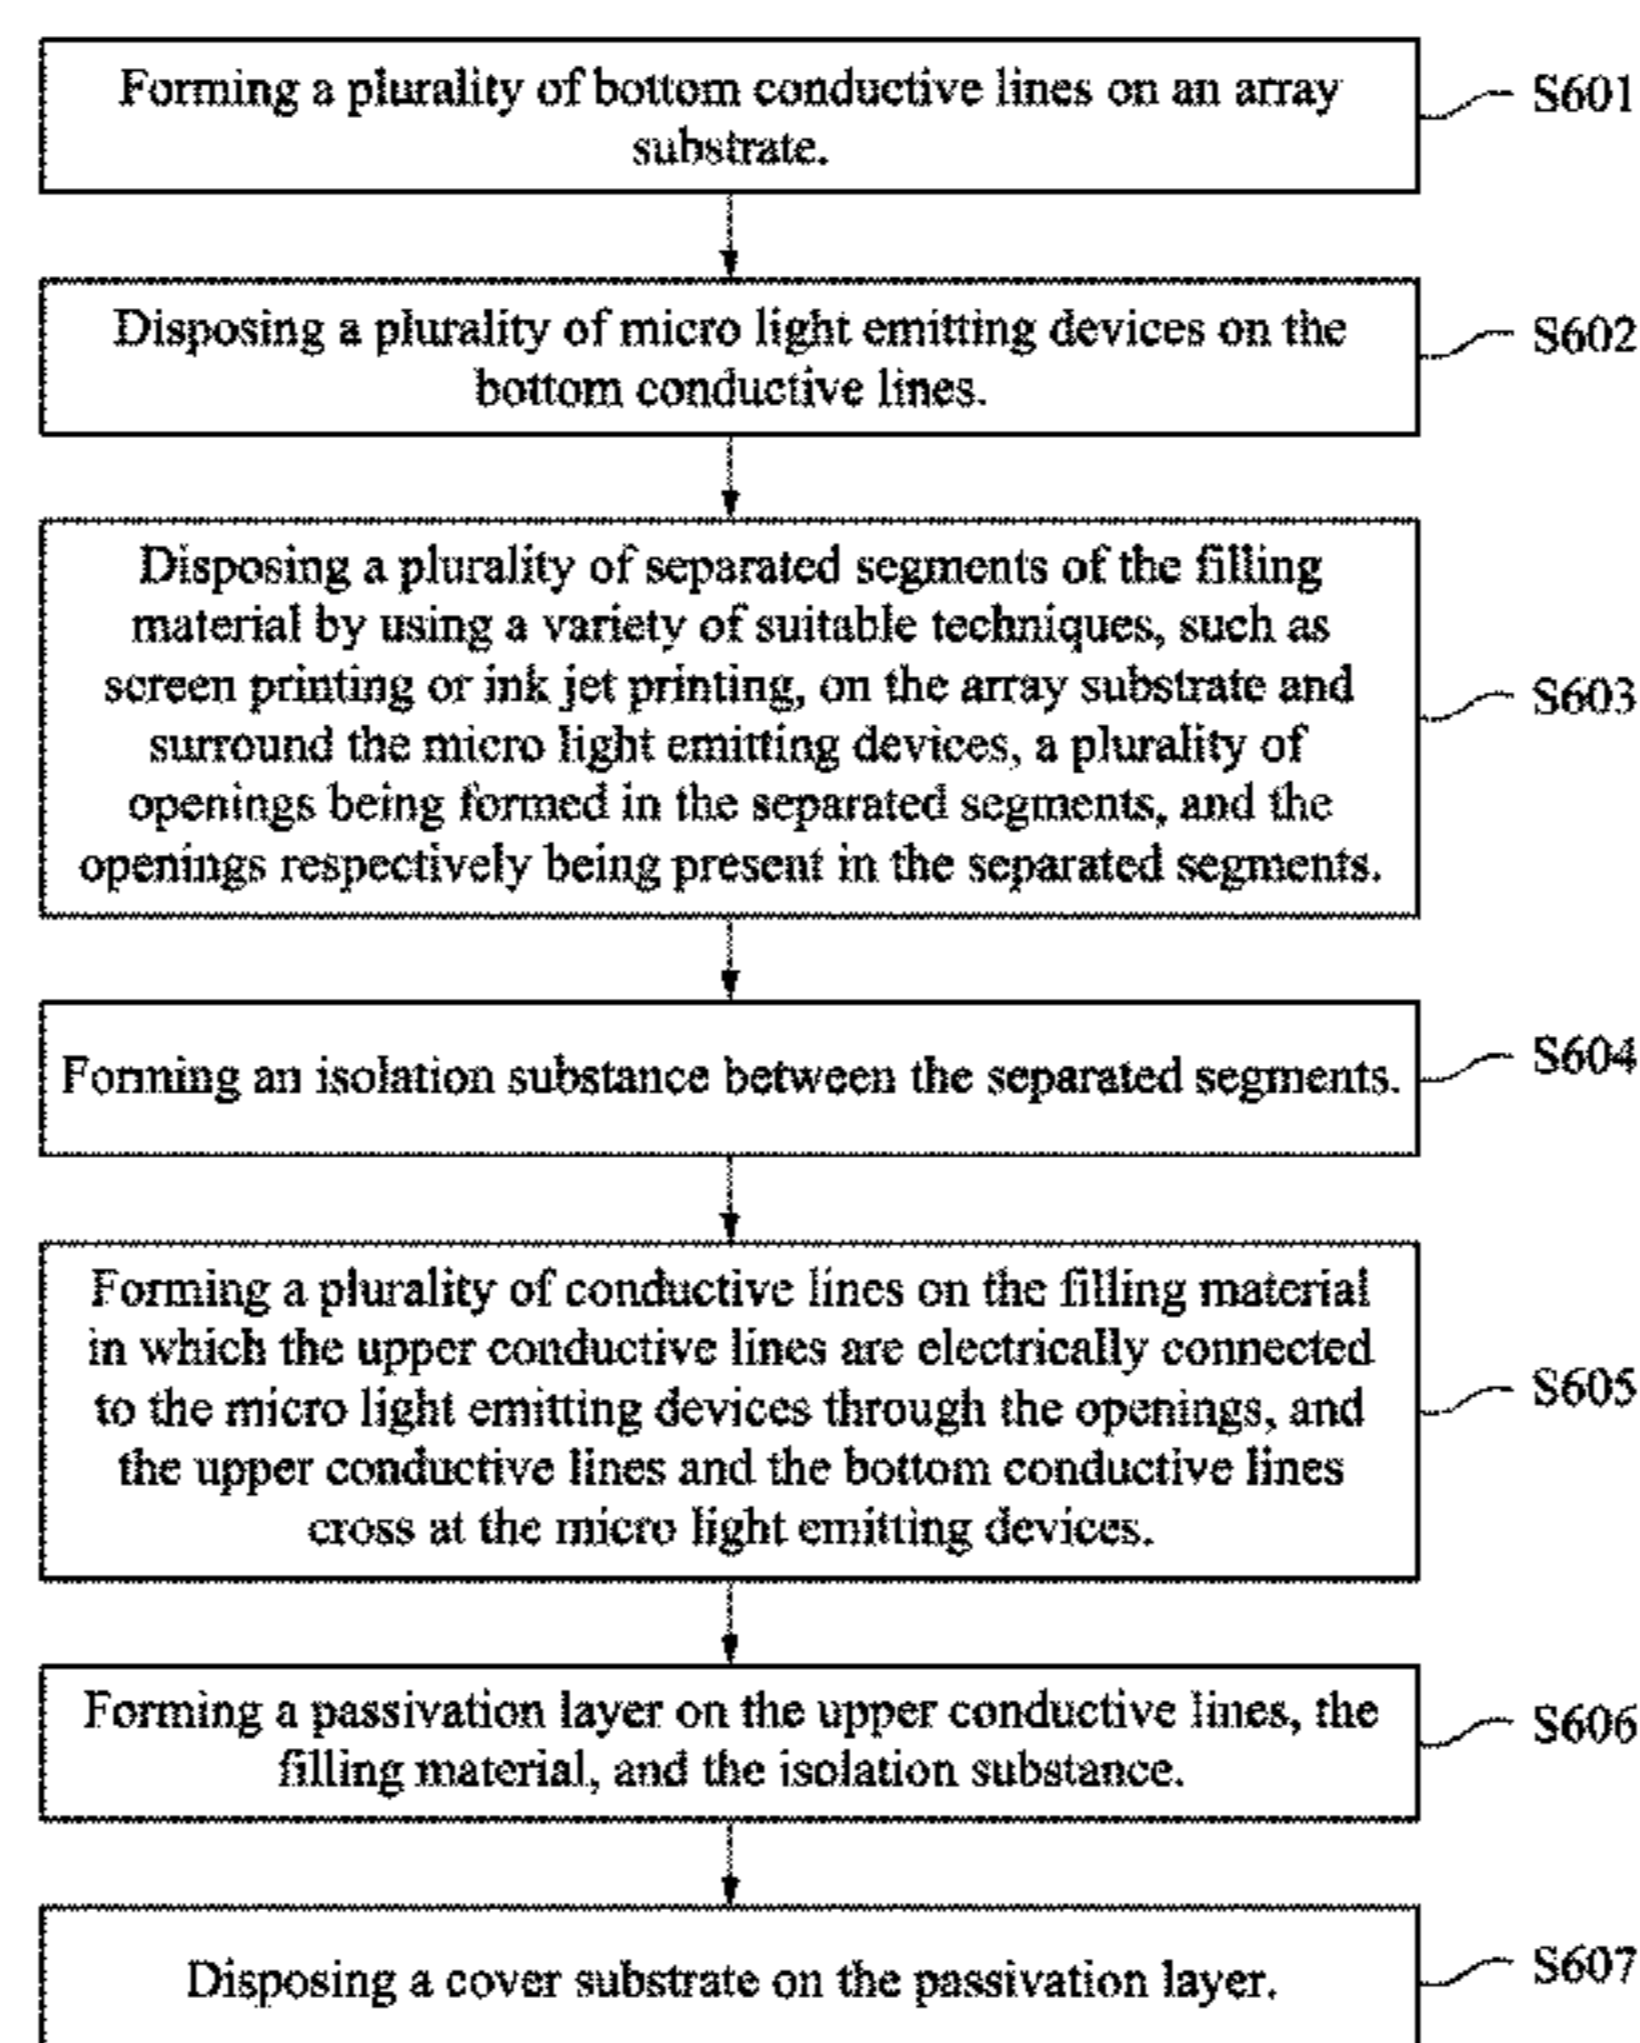 Forming a plurality of bottom conductive lines on an array
substrate.
S601
Disposing a plurality of micro light emitting devices on the
bottom conductive lines.
S602
Disposing a plurality of separated segments of the filling
material by using a variety of suitable techniques, such as
screen printing or ink jet printing, on the array substrate and
surround the micro light emitting devices, a plurality of
openings being formed in the separated segments, and the
openings respectively being present in the separated segments.
S603
Forming an isolation substance between the separated segments.
S604
Forming a plurality of conductive lines on the filling material
in which the upper conductive lines are electrically connected
to the micro light emitting devices through the openings, and
the upper conductive lines and the bottom conductive lines
cross at the micro light emitting devices.
S605
Forming a passivation layer on the upper conductive lines, the
filling material, and the isolation substance.
S606
Disposing a cover substrate on the passivation layer.
S607